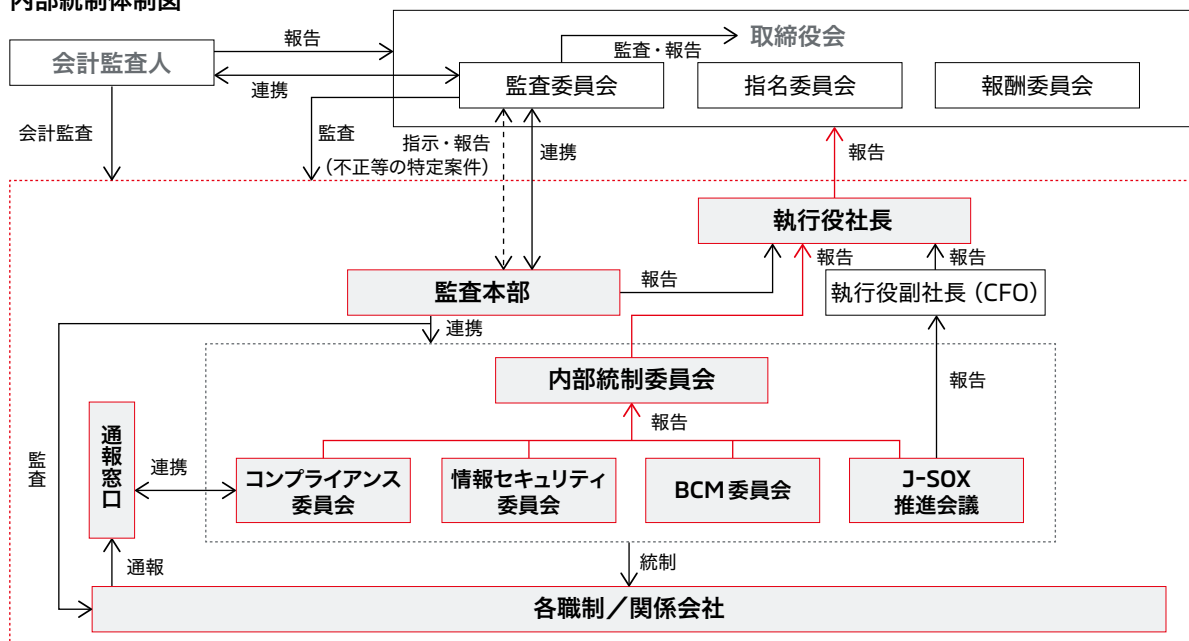 内部統制体制図
会計監査人
報告
連携
会計監査
監査
監査・報告
取締役会
監査委員会
指名委員会
報酬委員会
指示・報告
（不正等の特定案件）
連携
報告
執行役社長
監査本部
報告
報告
報告
執行役副社長（CFO）
連携
内部統制委員会
報告
報告
監査
通報窓口
連携
コンプライアンス
委員会
情報セキュリティ
委員会
BCM 委員会
J-SOX
推進会議
通報
統制
各職制／関係会社